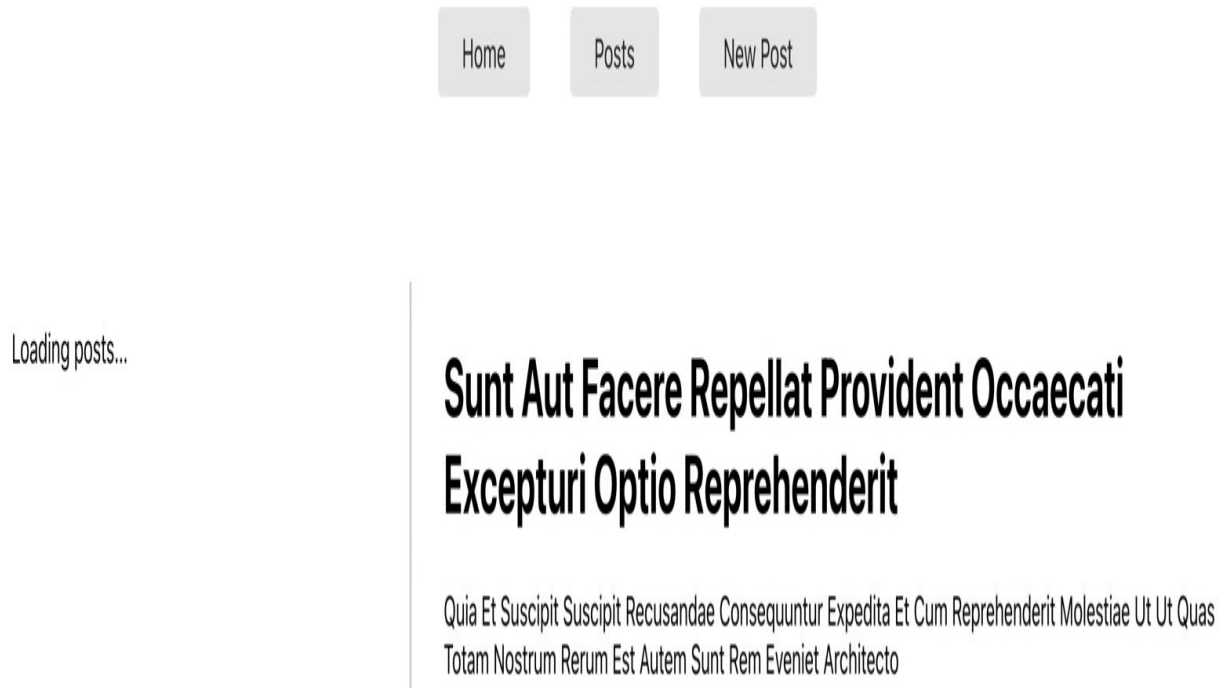 Home Posts New Post
Loading posts...
Sunt Aut Facere Repellat Provident Occaecati
Excepturi Optio Reprehenderit
Quia Et Suscipit Suscipit Recusandae Consequuntur Expedita Et Cum Reprehenderit Molestiae Ut Ut Quas
Totam Nostrum Rerum Est Autem Sunt Rem Eveniet Architecto